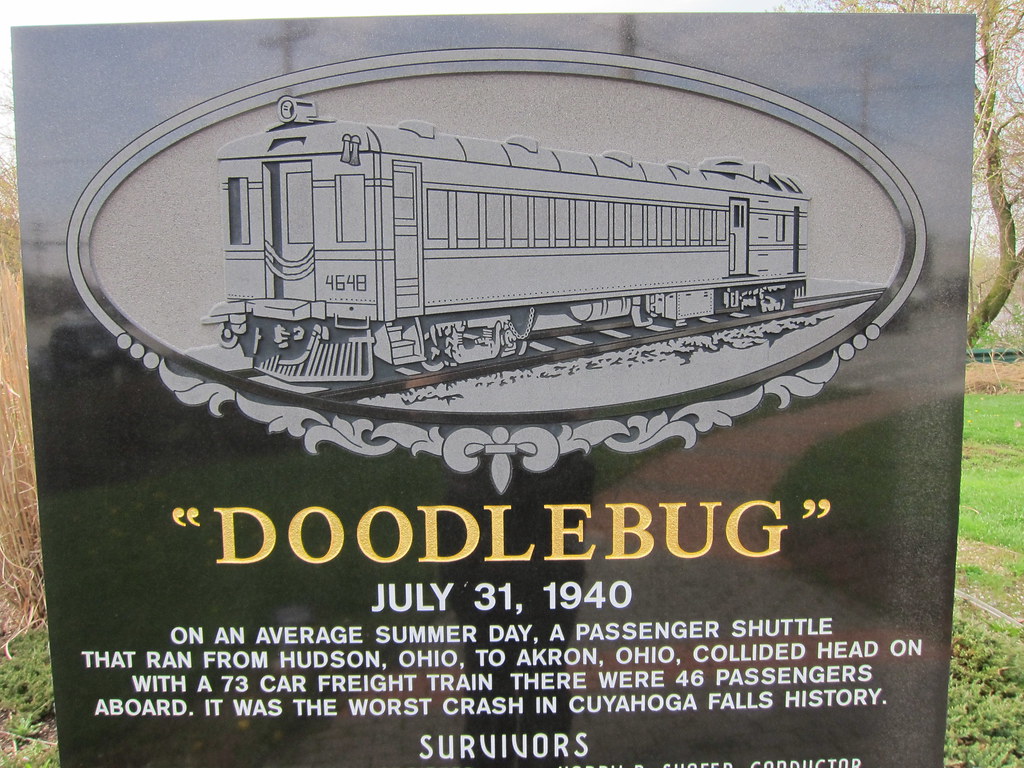 4648
“DOODLEBUG”
JULY 31, 1940
ON AN AVERAGE SUMMER DAY, A PASSENGER SHUTTLE
THAT RAN FROM HUDSON, OHIO, TO AKRON, OHIO, COLLIDED HEAD ON
WITH A 73 CAR FREIGHT TRAIN THERE WERE 46 PASSENGERS
ABOARD. IT WAS THE WORST CRASH IN CUYAHOGA FALLS HISTORY.
SURVIVORS
CONDUCTOR